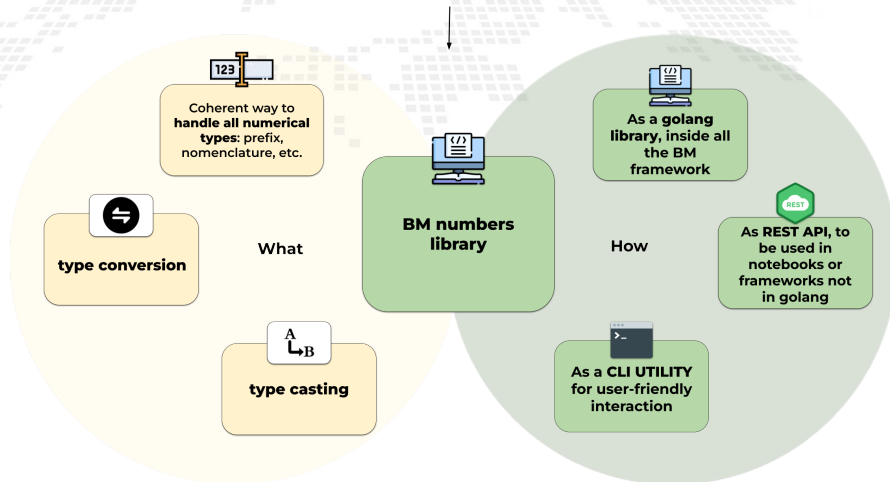 123
Coherent way to
handle all numerical
types: prefix,
nomenclature, etc.
type conversion
What
A
B
type casting
</>
BM numbers
library
How
</>
As a golang
library, inside all
the BM
framework
REST
As REST API, to
be used in
notebooks or
frameworks not
in golang
>_
As a CLI UTILITY
for user-friendly
interaction